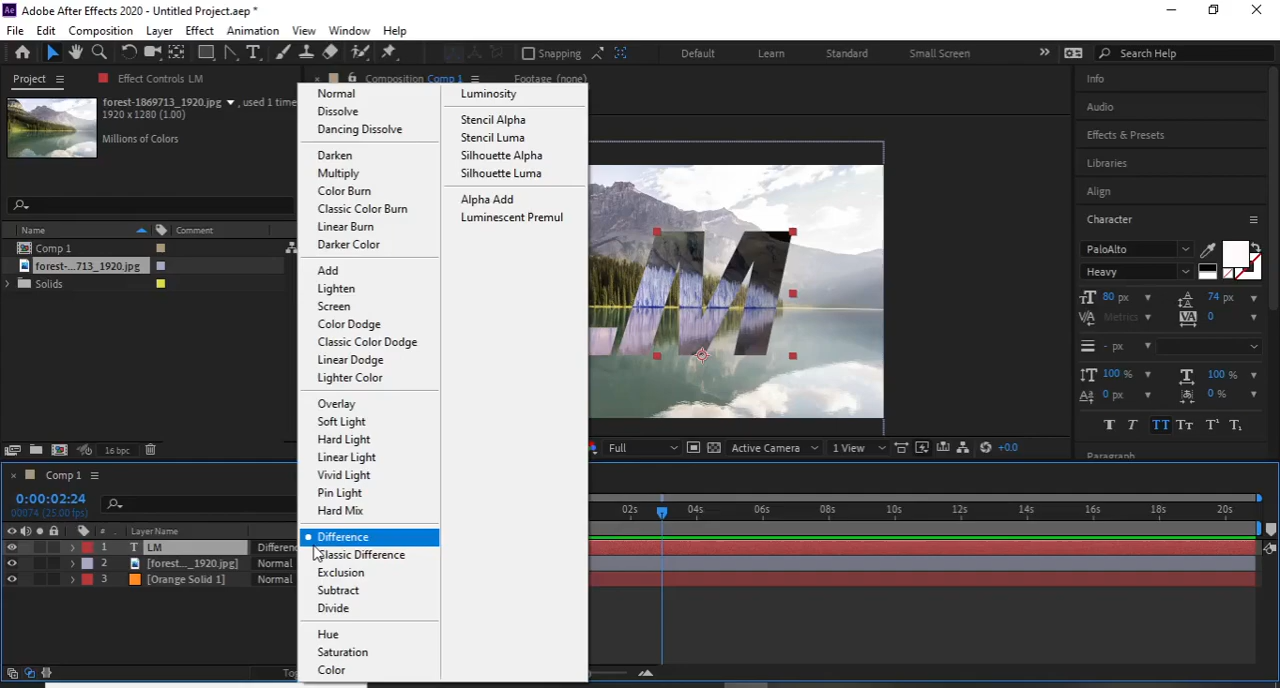 Adobe After Effects 2020 - Untitled Project.aep *
File Edit Composition Layer Effect Animation View Window Help
Snapping Default Learn Standard Small Screen Search Help
Project Effect Controls LM Composition Comp 1 Footage (none)
forest-1869713_1920.jpg , used 1 time
1920 x 1280 (1.00)
Millions of Colors
Name Comment
Comp 1
forest-...713_1920.jpg
Solids
16 bpc
Normal
Dissolve
Dancing Dissolve
Darken
Multiply
Color Burn
Classic Color Burn
Linear Burn
Darker Color
Add
Lighten
Screen
Color Dodge
Classic Color Dodge
Linear Dodge
Lighter Color
Overlay
Soft Light
Hard Light
Linear Light
Vivid Light
Pin Light
Hard Mix
Difference
Classic Difference
Exclusion
Subtract
Divide
Hue
Saturation
Color
Luminosity
Stencil Alpha
Stencil Luma
Silhouette Alpha
Silhouette Luma
Alpha Add
Luminescent Premul
M
Full Active Camera 1 View +0.0
Info
Audio
Effects & Presets
Libraries
Align
Character
PaloAlto
Heavy
80 px 74 px
Metrics 0
- px
100 % 100 %
0 px 0 %
T T TT Tт T¹ T₁
Paragraph
Comp 1
0:00:02:24
00074 (25.00 fps)
# Layer Name
1 T LM Differenc
2 [forest..._1920.jpg] Normal
3 [Orange Solid 1] Normal
02s 04s 06s 08s 10s 12s 14s 16s 18s 20s
Tog